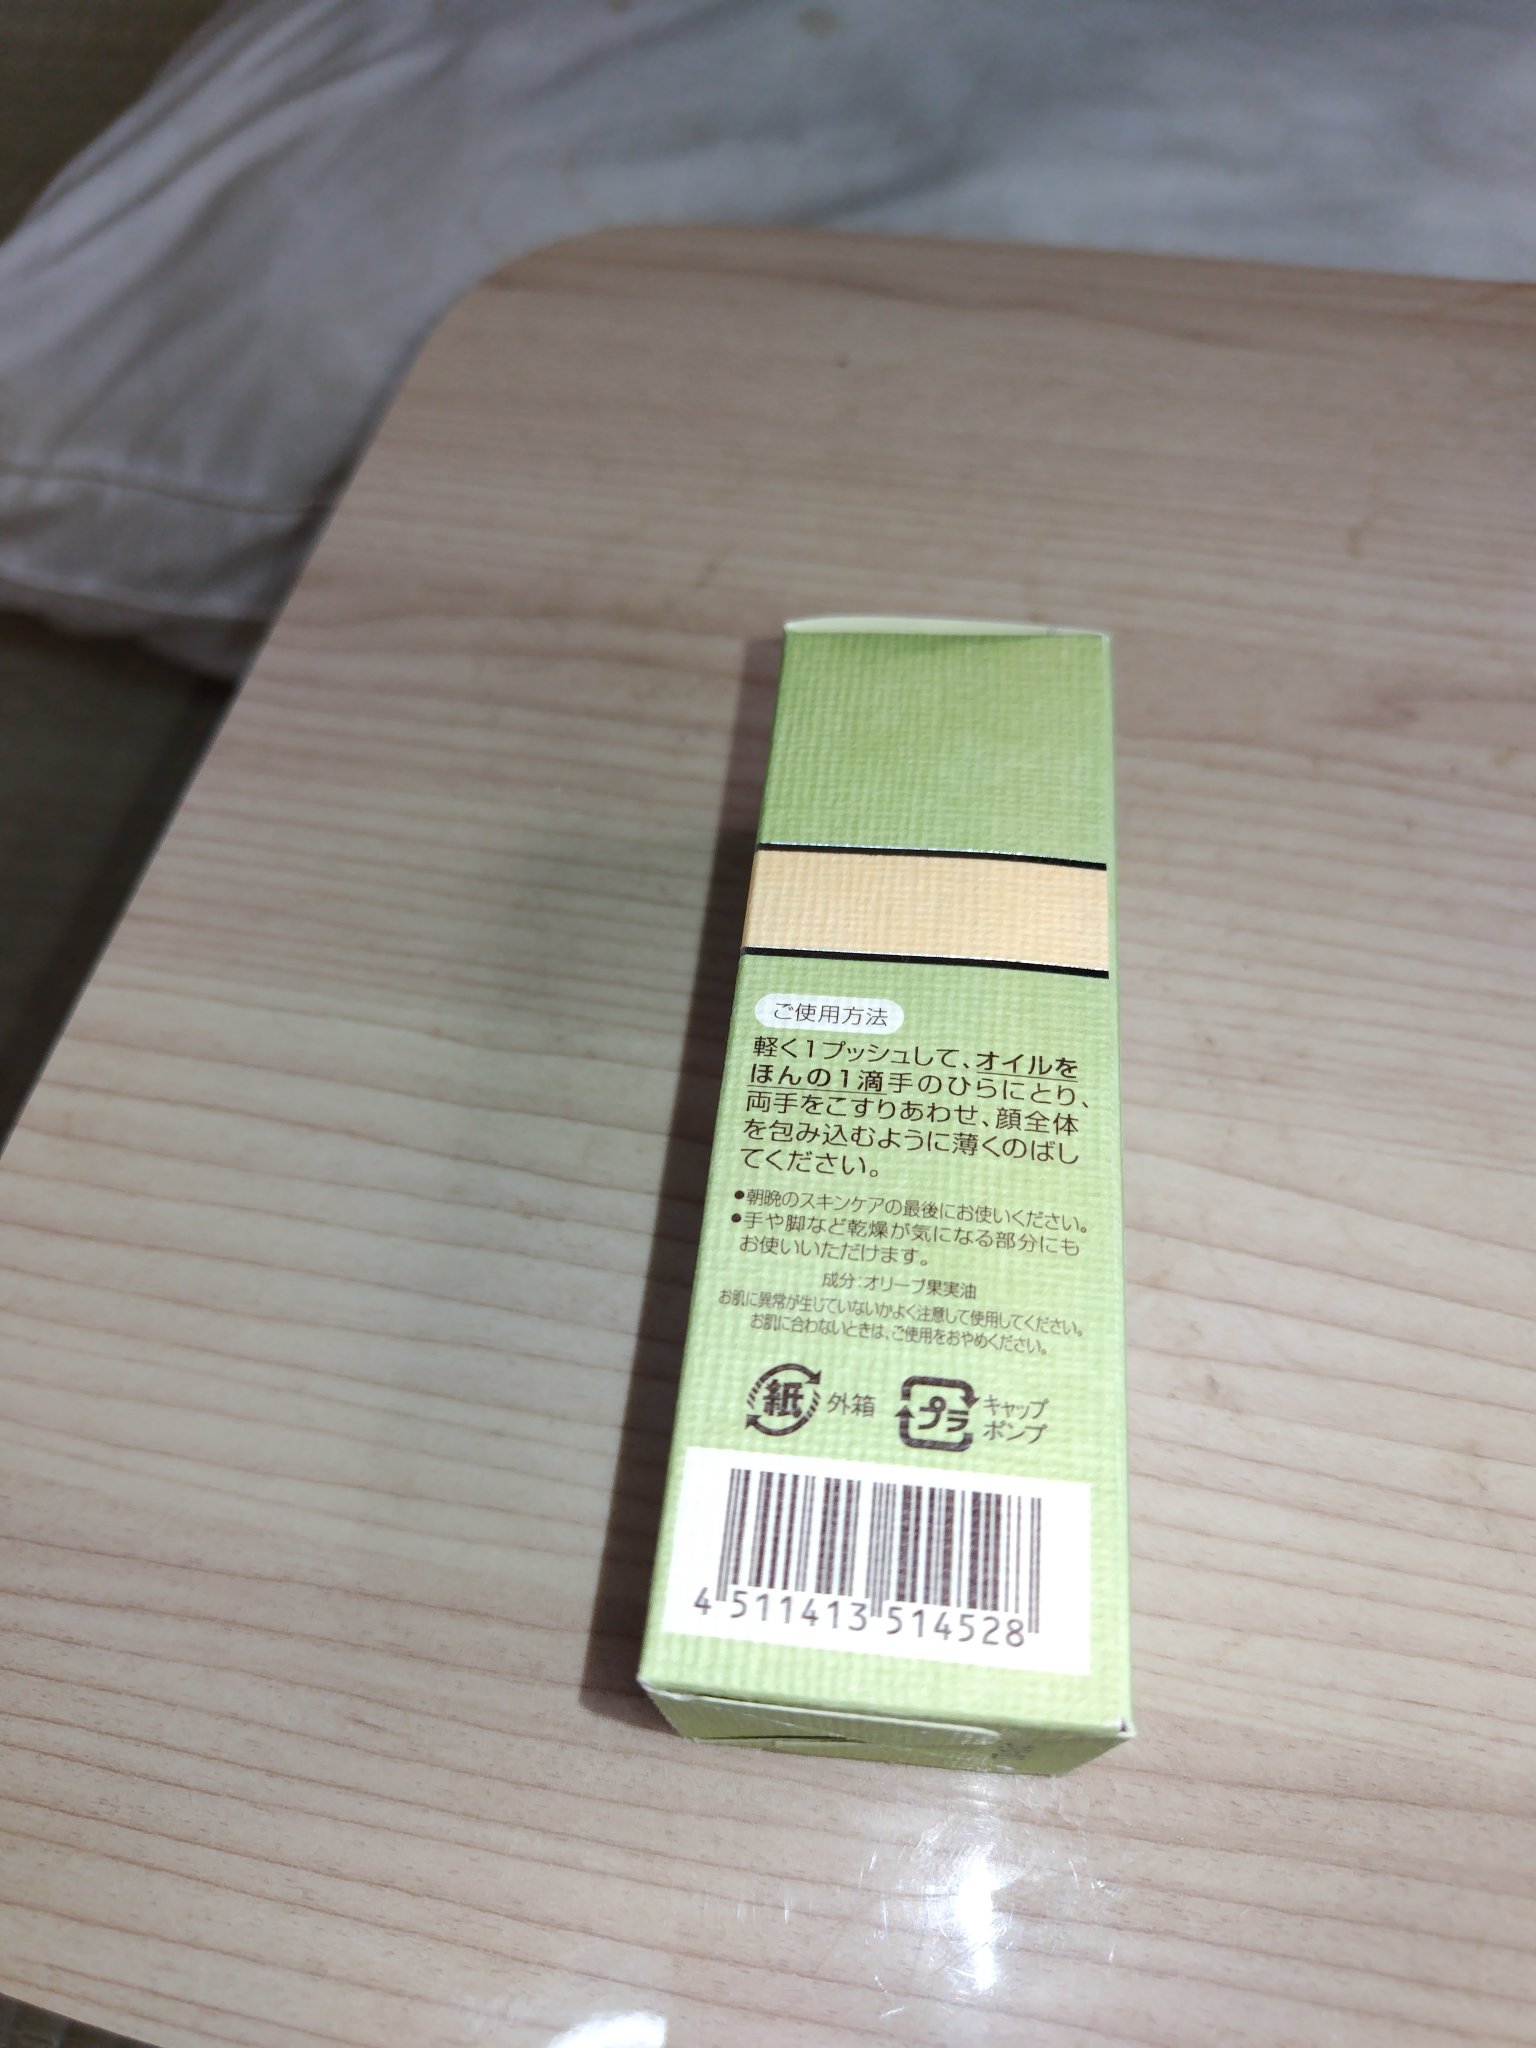 ご使用方法
軽く1プッシュして、オイルを
ほんの1滴手のひらにとり、
両手をこすりあわせ、顔全体
を包み込むように薄くのばし
てください。
●朝晩のスキンケアの最後にお使いください。
●手や脚など乾燥が気になる部分にも
お使いいただけます。
成分:オリーブ果実油
お肌に異常が生じていないかよく注意して使用してください。
お肌に合わないときは、ご使用をおやめください。
紙 外箱 プラ キャップ
ポンプ
4 511413 514528